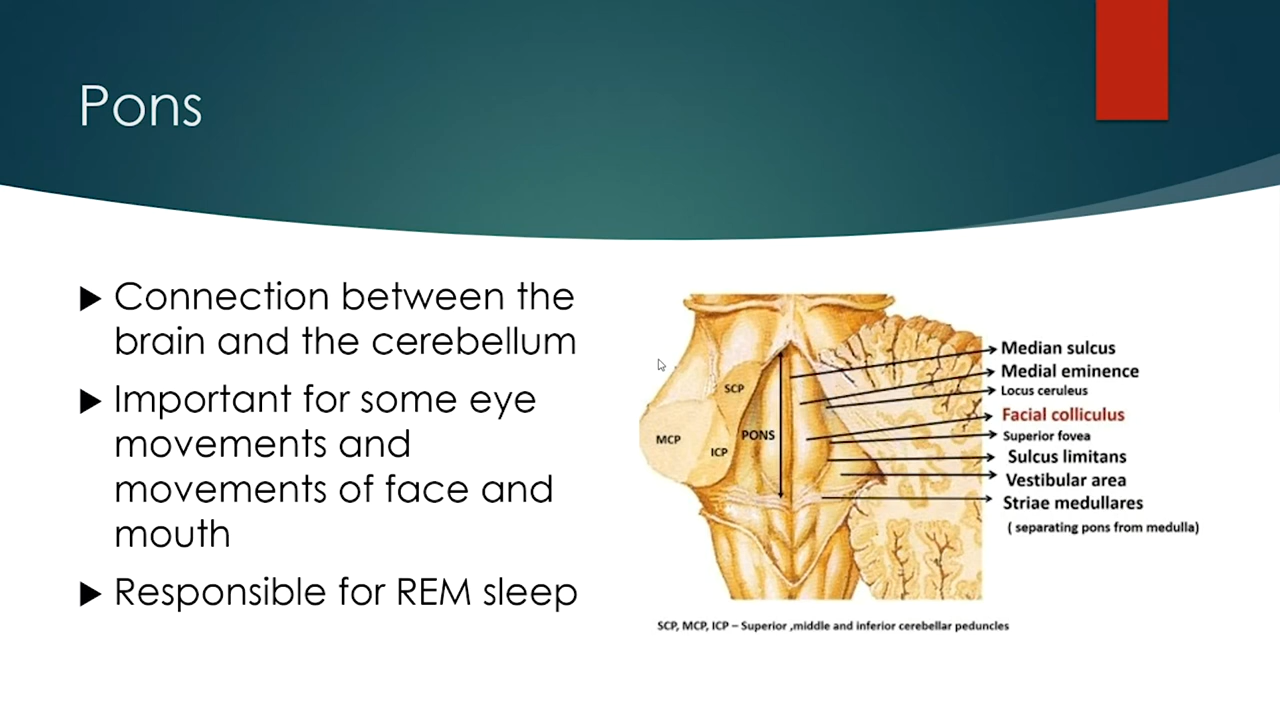 Pons
Connection between the
brain and the cerebellum
Important for some eye
movements and
movements of face and
mouth
Responsible for REM sleep
SCP
MCP
PONS
ICP
Median sulcus
Medial eminence
Locus ceruleus
Facial colliculus
Superior fovea
Sulcus limitans
Vestibular area
Striae medullares
( separating pons from medulla)
SCP, MCP, ICP – Superior ,middle and inferior cerebellar peduncles